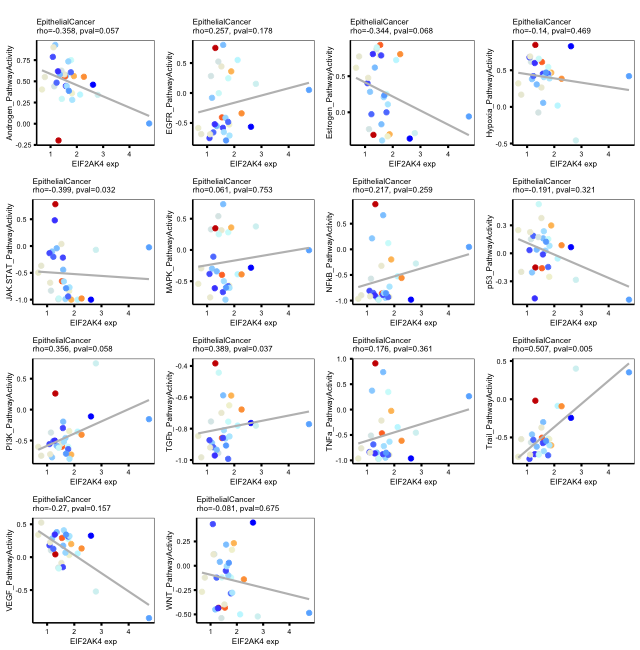 EpithelialCancer
rho=-0.358, pval=0.057
Androgen_PathwayActivity
0.75
0.50
0.25
0.00
-0.25
1 2 3 4
EIF2AK4 exp
EpithelialCancer
rho=0.257, pval=0.178
EGFR_PathwayActivity
0.5
0.0
-0.5
1 2 3 4
EIF2AK4 exp
EpithelialCancer
rho=-0.344, pval=0.068
Estrogen_PathwayActivity
0.5
0.0
1 2 3 4
EIF2AK4 exp
EpithelialCancer
rho=-0.14, pval=0.469
Hypoxia_PathwayActivity
0.5
0.0
-0.5
1 2 3 4
EIF2AK4 exp
EpithelialCancer
rho=-0.399, pval=0.032
JAK.STAT_PathwayActivity
0.5
0.0
-0.5
-1.0
1 2 3 4
EIF2AK4 exp
EpithelialCancer
rho=0.061, pval=0.753
MAPK_PathwayActivity
0.5
0.0
-0.5
1 2 3 4
EIF2AK4 exp
EpithelialCancer
rho=0.217, pval=0.259
NFkB_PathwayActivity
0.5
0.0
-0.5
-1.0
1 2 3 4
EIF2AK4 exp
EpithelialCancer
rho=-0.191, pval=0.321
p53_PathwayActivity
0.3
0.0
-0.3
1 2 3 4
EIF2AK4 exp
EpithelialCancer
rho=0.356, pval=0.058
PI3K_PathwayActivity
0.5
0.0
-0.5
1 2 3 4
EIF2AK4 exp
EpithelialCancer
rho=0.389, pval=0.037
TGFb_PathwayActivity
-0.4
-0.6
-0.8
-1.0
1 2 3 4
EIF2AK4 exp
EpithelialCancer
rho=0.176, pval=0.361
TNFa_PathwayActivity
1.0
0.5
0.0
-0.5
-1.0
1 2 3 4
EIF2AK4 exp
EpithelialCancer
rho=0.507, pval=0.005
Trail_PathwayActivity
0.5
0.0
-0.5
1 2 3 4
EIF2AK4 exp
EpithelialCancer
rho=-0.27, pval=0.157
VEGF_PathwayActivity
0.5
0.0
-0.5
1 2 3 4
EIF2AK4 exp
EpithelialCancer
rho=-0.081, pval=0.675
WNT_PathwayActivity
0.25
0.00
-0.25
-0.50
1 2 3 4
EIF2AK4 exp